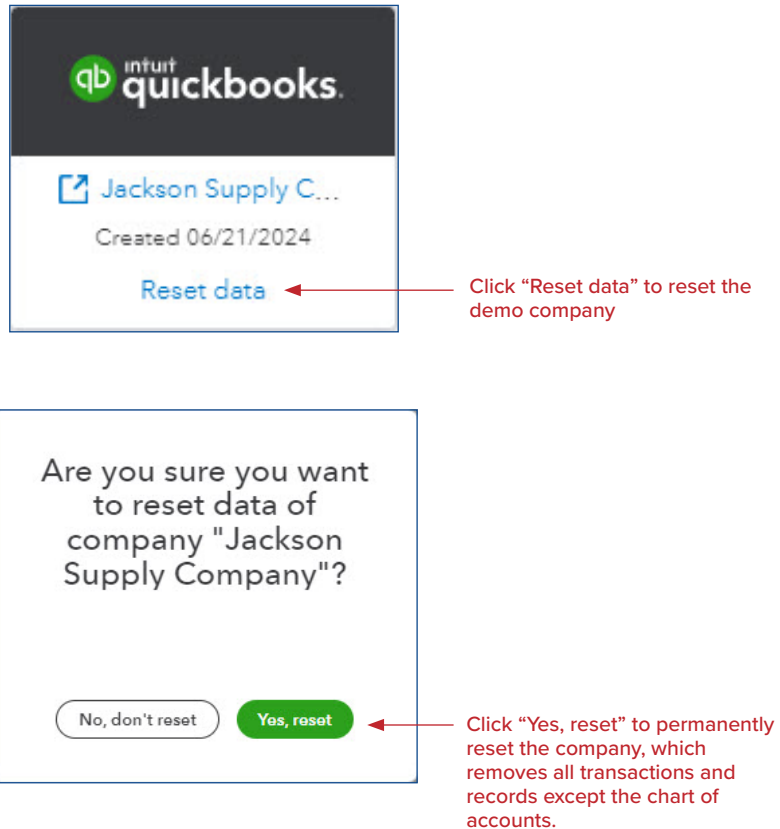 qb intuit
quickbooks.
Jackson Supply C...
Created 06/21/2024
Reset data
Click “Reset data” to reset the
demo company
Are you sure you want
to reset data of
company "Jackson
Supply Company"?
No, don't reset
Yes, reset
Click “Yes, reset” to permanently
reset the company, which
removes all transactions and
records except the chart of
accounts.